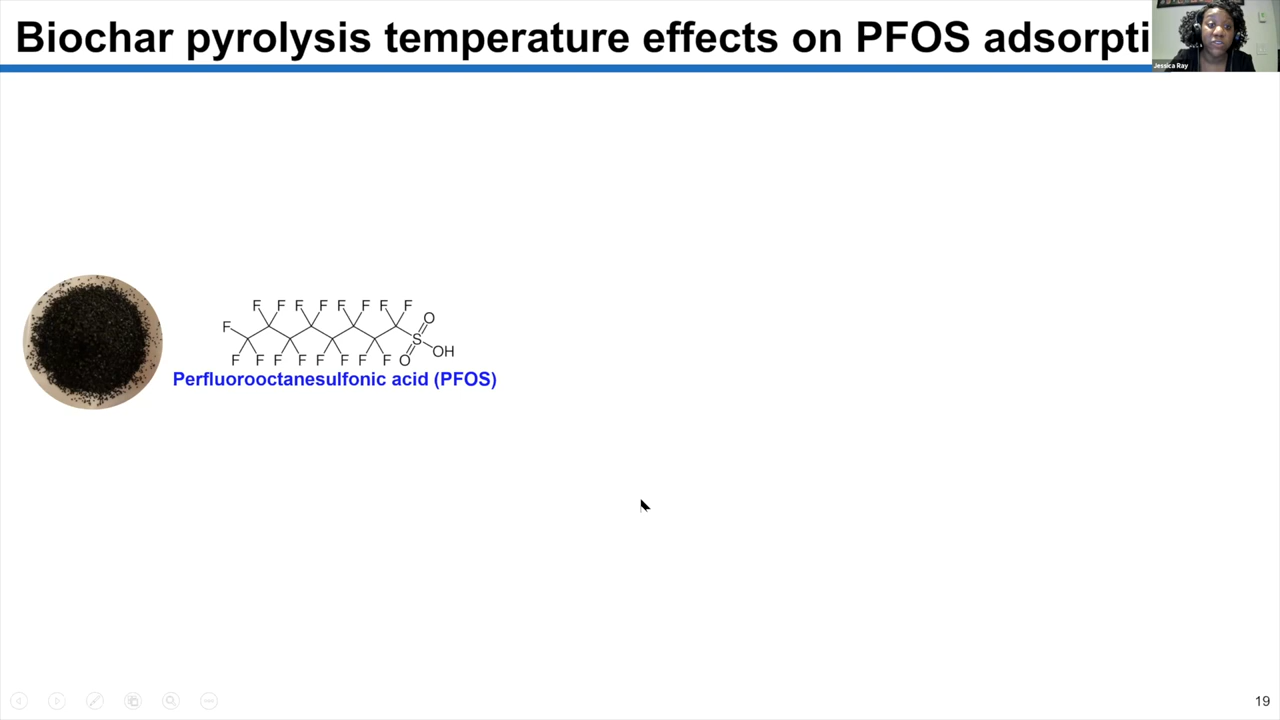 Biochar pyrolysis temperature effects on PFOS adsorpti
Jessica Ray
F F F F F F F F
F
O
S
OH
F F F F F F F F O
Perfluorooctanesulfonic acid (PFOS)
19